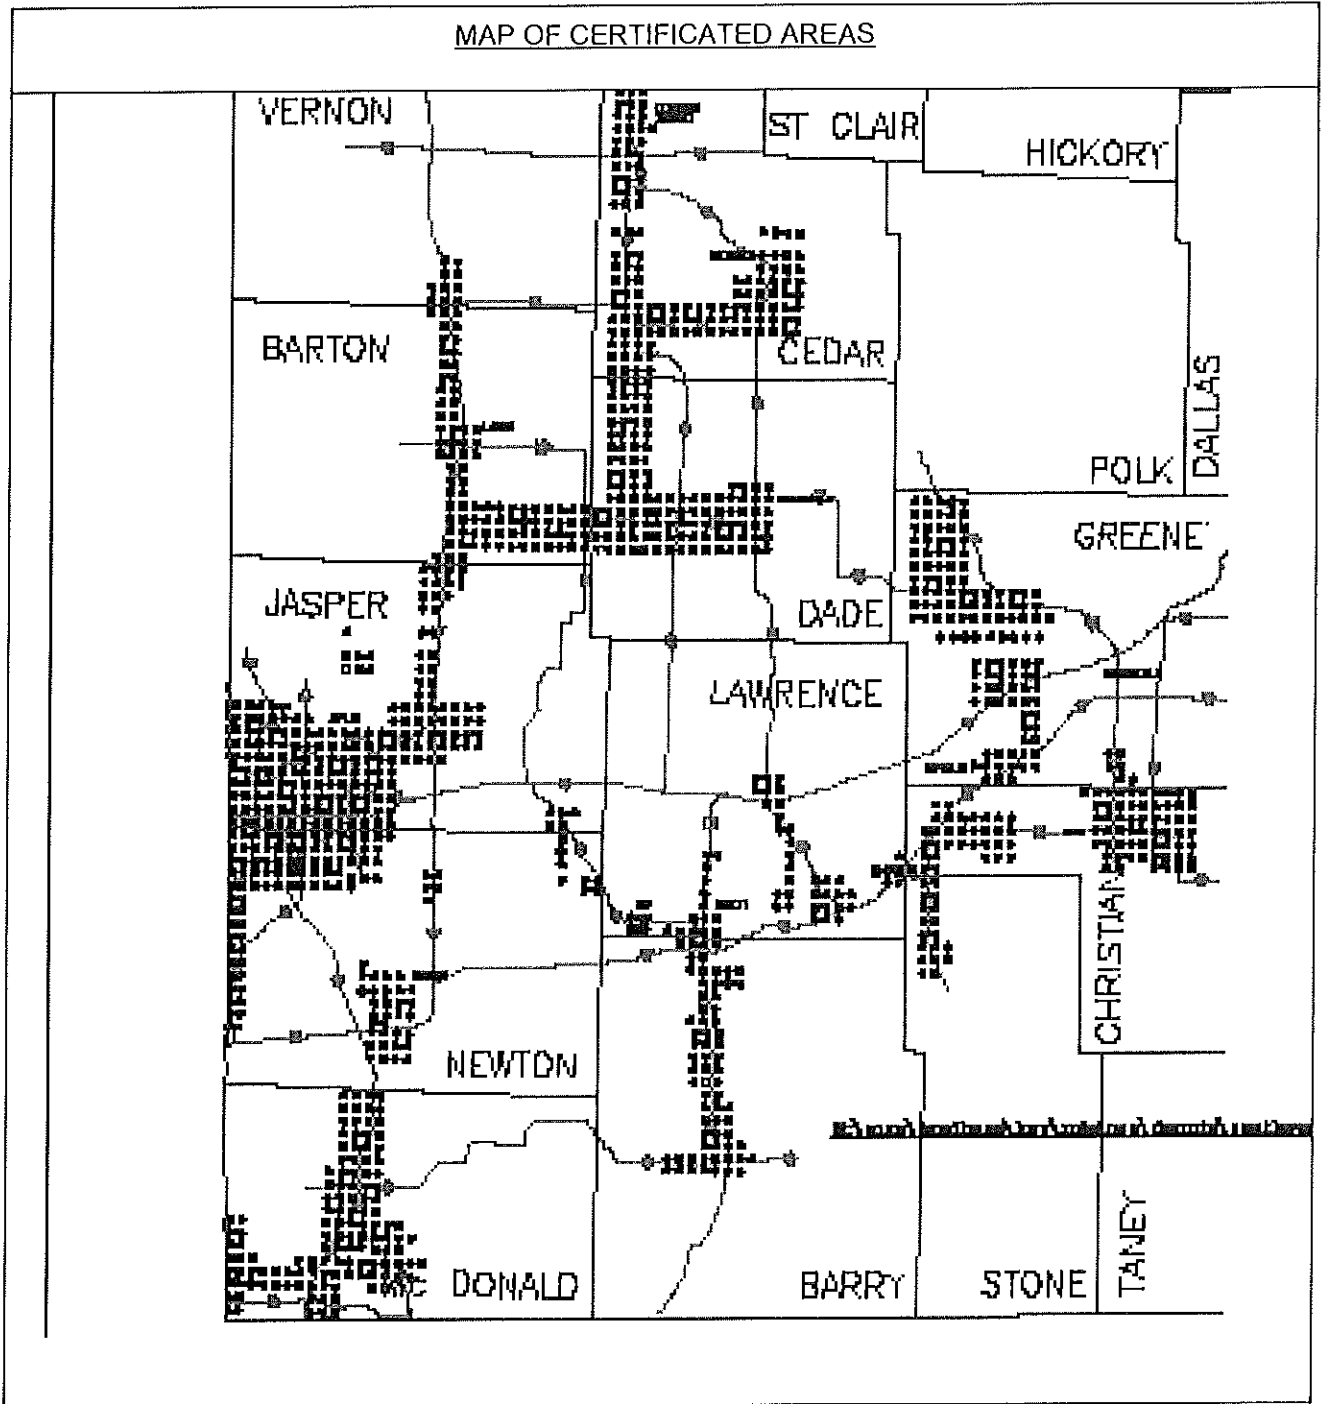 MAP OF CERTIFICATED AREAS
VERNON
ST CLAIR
HICKORY
BARTON
CEDAR
DALLAS
POLK
GREENE
JASPER
DADE
LAWRENCE
CHRISTIAN
NEWTON
TANEY
MC DONALD
BARRY
STONE